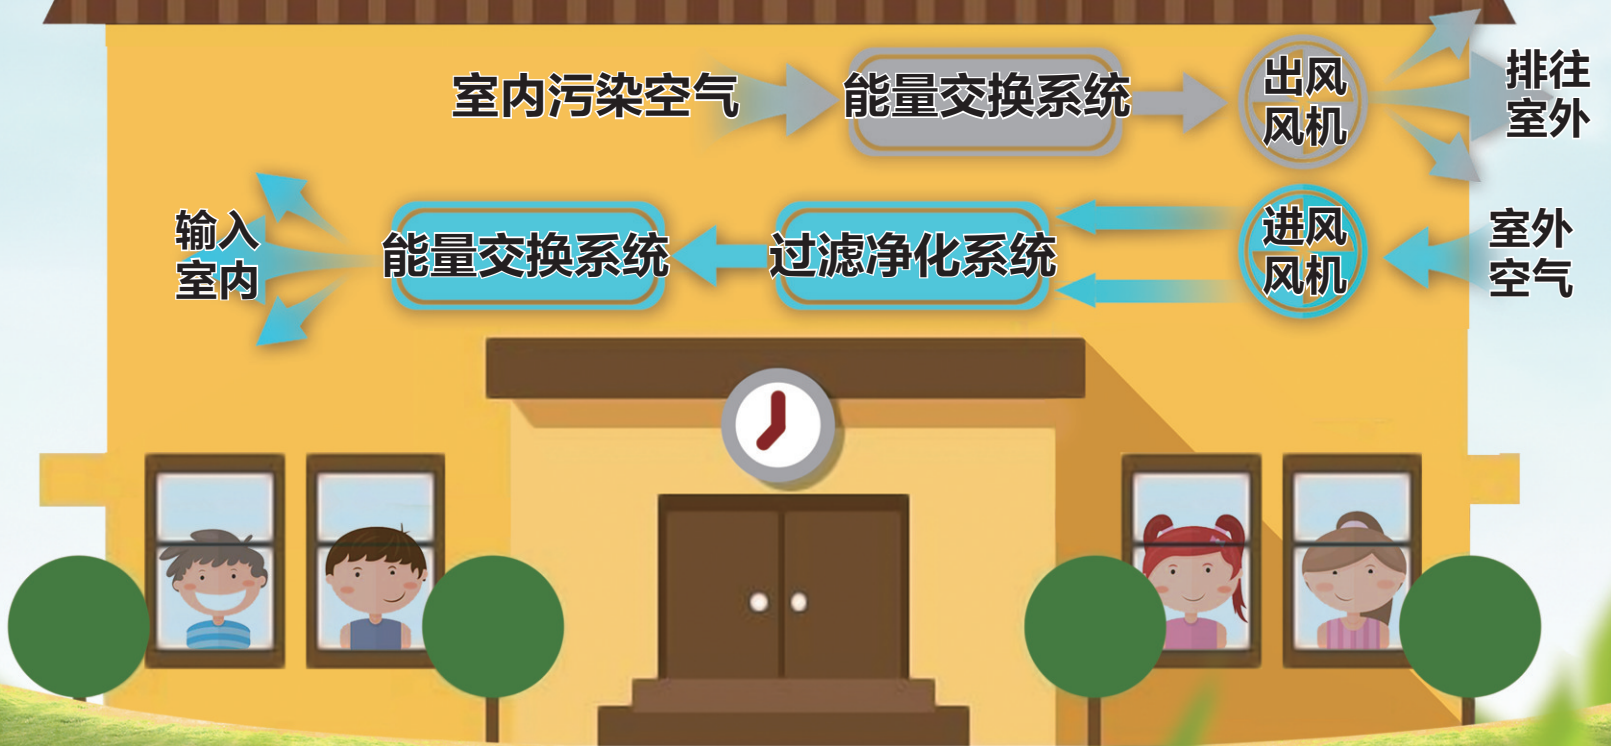 室内污染空气
能量交换系统
出风
风机
排往
室外
输入
室内
能量交换系统
过滤净化系统
进风
风机
室外
空气